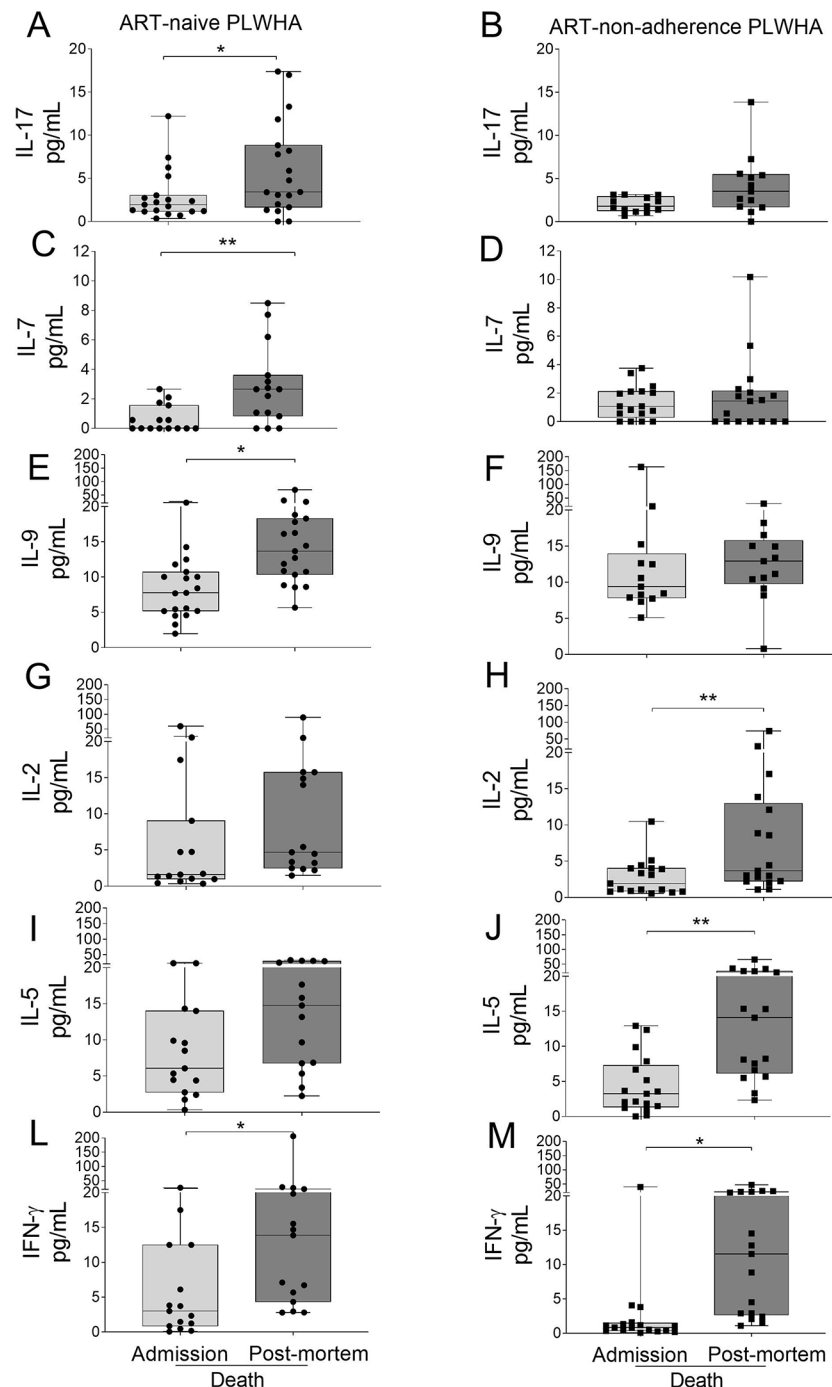 A
ART-naive PLWHA
B
ART-non-adherence PLWHA
IL-17
pg/mL
20
15
10
5
0
*
IL-17
pg/mL
20
15
10
5
0
C
IL-7
pg/mL
12
10
8
6
4
2
0
**
D
IL-7
pg/mL
12
10
8
6
4
2
0
E
IL-9
pg/mL
200
150
100
50
20
15
10
5
0
*
F
IL-9
pg/mL
200
150
100
50
20
15
10
5
0
G
IL-2
pg/mL
200
150
100
50
20
15
10
5
0
H
IL-2
pg/mL
200
150
100
50
20
15
10
5
0
**
I
IL-5
pg/mL
200
150
100
50
20
15
10
5
0
J
IL-5
pg/mL
200
150
100
50
20
15
10
5
0
**
L
IFN-γ
pg/mL
200
150
100
50
20
15
10
5
0
*
M
IFN-γ
pg/mL
200
150
100
50
20
15
10
5
0
*
Admission Post-mortem
Death
Admission Post-mortem
Death